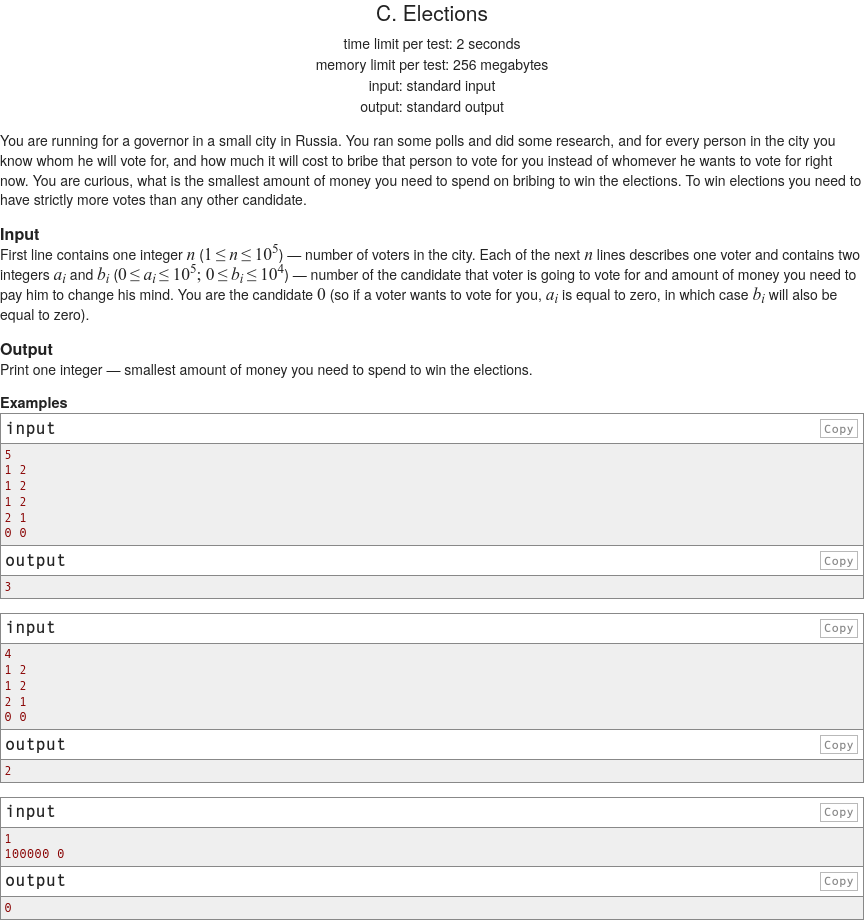 C. Elections
time limit per test: 2 seconds
memory limit per test: 256 megabytes
input: standard input
output: standard output
You are running for a governor in a small city in Russia. You ran some polls and did some research, and for every person in the city you
know whom he will vote for, and how much it will cost to bribe that person to vote for you instead of whomever he wants to vote for right
now. You are curious, what is the smallest amount of money you need to spend on bribing to win the elections. To win elections you need to
have strictly more votes than any other candidate.
Input
First line contains one integer n (1 ≤ n ≤ 10^5) — number of voters in the city. Each of the next n lines describes one voter and contains two
integers a_i and b_i (0 ≤ a_i ≤ 10^5; 0 ≤ b_i ≤ 10^4) — number of the candidate that voter is going to vote for and amount of money you need to
pay him to change his mind. You are the candidate 0 (so if a voter wants to vote for you, a_i is equal to zero, in which case b_i will also be
equal to zero).
Output
Print one integer — smallest amount of money you need to spend to win the elections.
Examples
input Copy
5
1 2
1 2
1 2
2 1
0 0
output Copy
3
input Copy
4
1 2
1 2
2 1
0 0
output Copy
2
input Copy
1
100000 0
output Copy
0